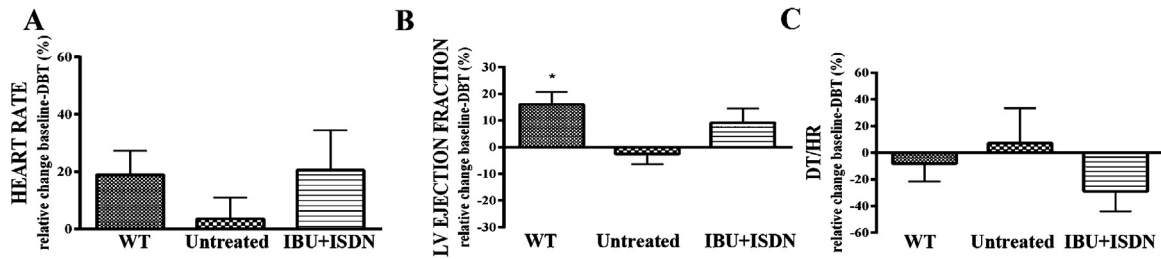 A
HEART RATE
relative change baseline-DBT (%)
60
40
20
0
WT Untreated IBU+ISDN
B
LV EJECTION FRACTION
relative change baseline-DBT (%)
30
20
10
0
-10
-20
-30
*
WT Untreated IBU+ISDN
C
DT/HR
relative change baseline-DBT (%)
60
40
20
0
-20
-40
-60
WT Untreated IBU+ISDN